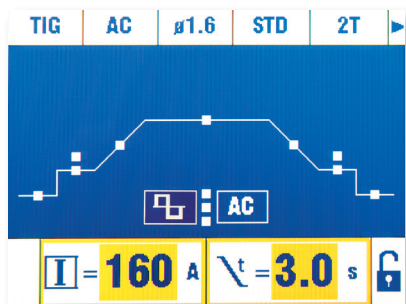 TIG AC ø1.6 STD 2T
AC
I = 160 A t = 3.0 s